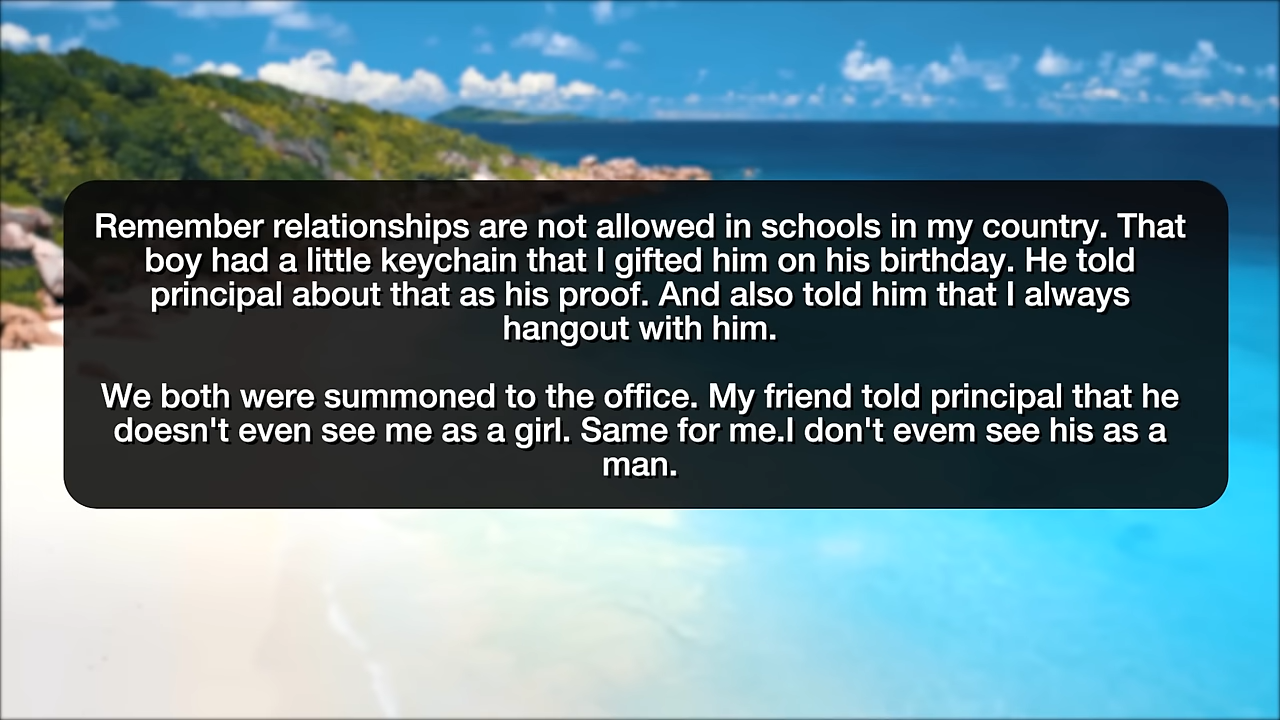 Remember relationships are not allowed in schools in my country. That
boy had a little keychain that I gifted him on his birthday. He told
principal about that as his proof. And also told him that I always
hangout with him.
We both were summoned to the office. My friend told principal that he
doesn't even see me as a girl. Same for me.I don't evem see his as a
man.